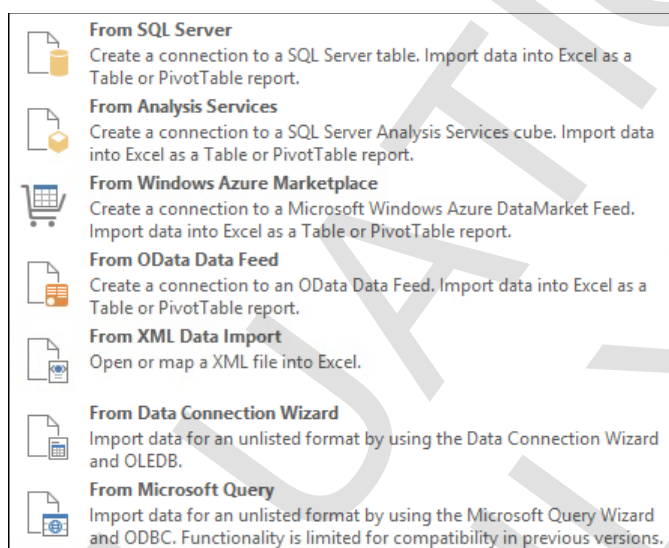 From SQL Server
Create a connection to a SQL Server table. Import data into Excel as a
Table or PivotTable report.
From Analysis Services
Create a connection to a SQL Server Analysis Services cube. Import data
into Excel as a Table or PivotTable report.
From Windows Azure Marketplace
Create a connection to a Microsoft Windows Azure DataMarket Feed.
Import data into Excel as a Table or PivotTable report.
From OData Data Feed
Create a connection to an OData Data Feed. Import data into Excel as a
Table or PivotTable report.
From XML Data Import
Open or map a XML file into Excel.
From Data Connection Wizard
Import data for an unlisted format by using the Data Connection Wizard
and OLEDB.
From Microsoft Query
Import data for an unlisted format by using the Microsoft Query Wizard
and ODBC. Functionality is limited for compatibility in previous versions.